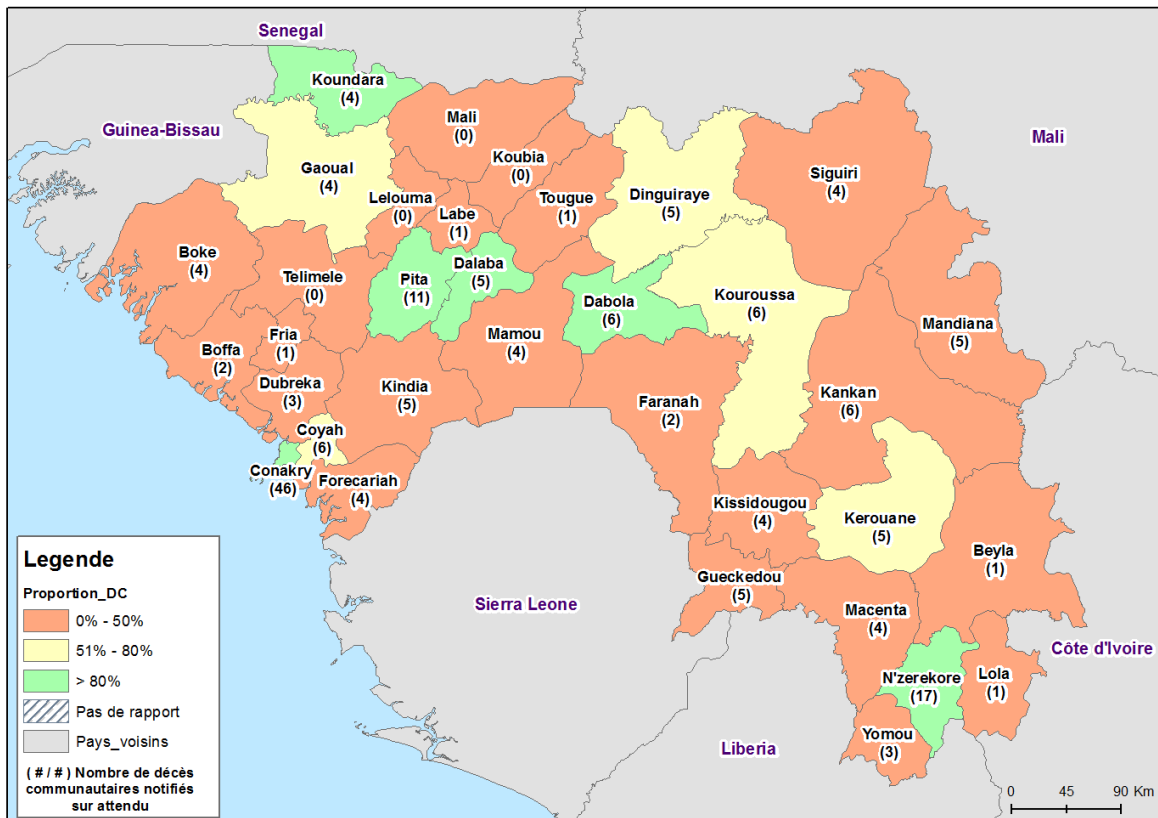 Senegal
Koundara
(4)
Guinea-Bissau
Mali
(0)
Mali
Koubia
(0)
Gaoual
(4)
Siguiri
(4)
Dinguiraye
(5)
Lelouma
(0)
Tougue
(1)
Labe
(1)
Boke
(4)
Dalaba
(5)
Telimele
(0)
Pita
(11)
Dabola
(6)
Kouroussa
(6)
Mandiana
(5)
Fria
(1)
Mamou
(4)
Boffa
(2)
Dubreka
(3)
Kindia
(5)
Faranah
(2)
Kankan
(6)
Coyah
(6)
Conakry
(46)
Forecariah
(4)
Kissidougou
(4)
Kerouane
(5)
Beyla
(1)
Gueckedou
(5)
Sierra Leone
Macenta
(4)
Côte d'Ivoire
N'zerekore
(17)
Lola
(1)
Yomou
(3)
Liberia
Legende
Proportion_DC
0% - 50%
51% - 80%
> 80%
Pas de rapport
Pays_voisins
( # / # ) Nombre de décès
communautaires notifiés
sur attendu
0 45 90 Km